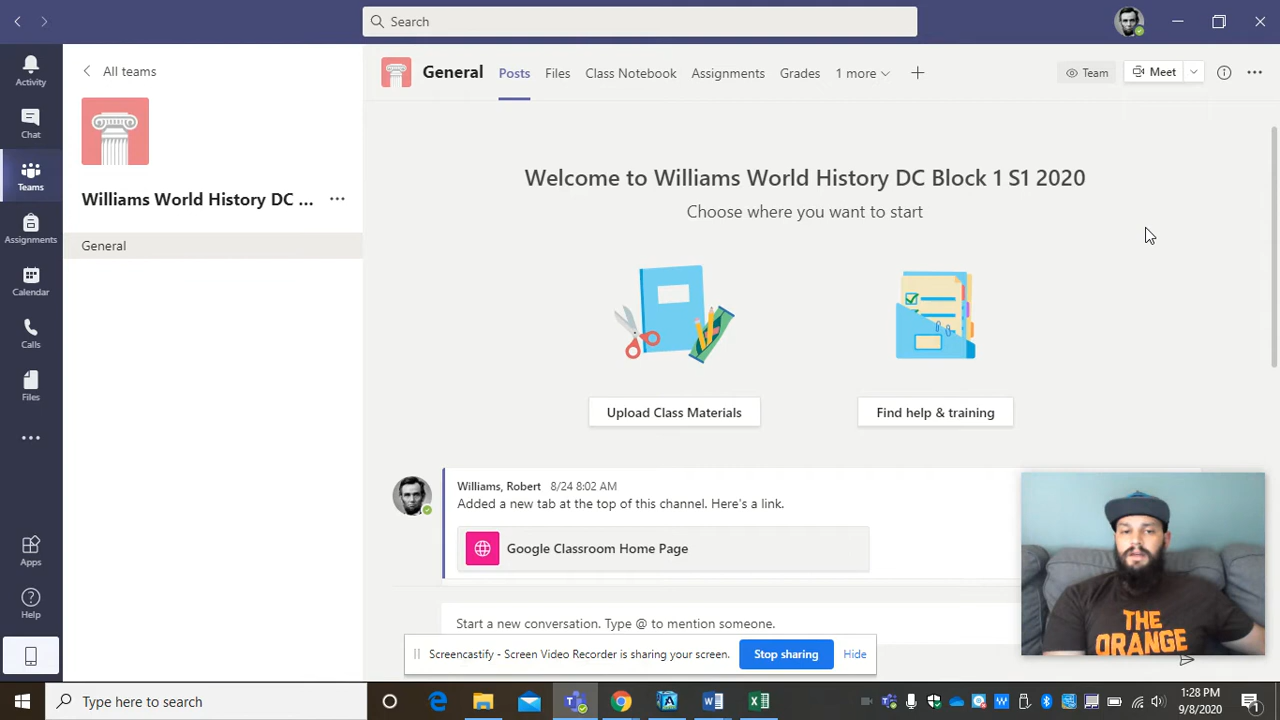 Search
Activity
Chat
Teams
Assignments
Calendar
Calls
Files
Apps
Help
All teams
Williams World History DC ...
General
General
Posts
Files
Class Notebook
Assignments
Grades
1 more
Team
Meet
Welcome to Williams World History DC Block 1 S1 2020
Choose where you want to start
Upload Class Materials
Find help & training
Williams, Robert 8/24 8:02 AM
Added a new tab at the top of this channel. Here's a link.
Google Classroom Home Page
Start a new conversation. Type @ to mention someone.
Screencastify - Screen Video Recorder is sharing your screen.
Stop sharing
Hide
THE
ORANGE
Type here to search
1:28 PM
9/8/2020